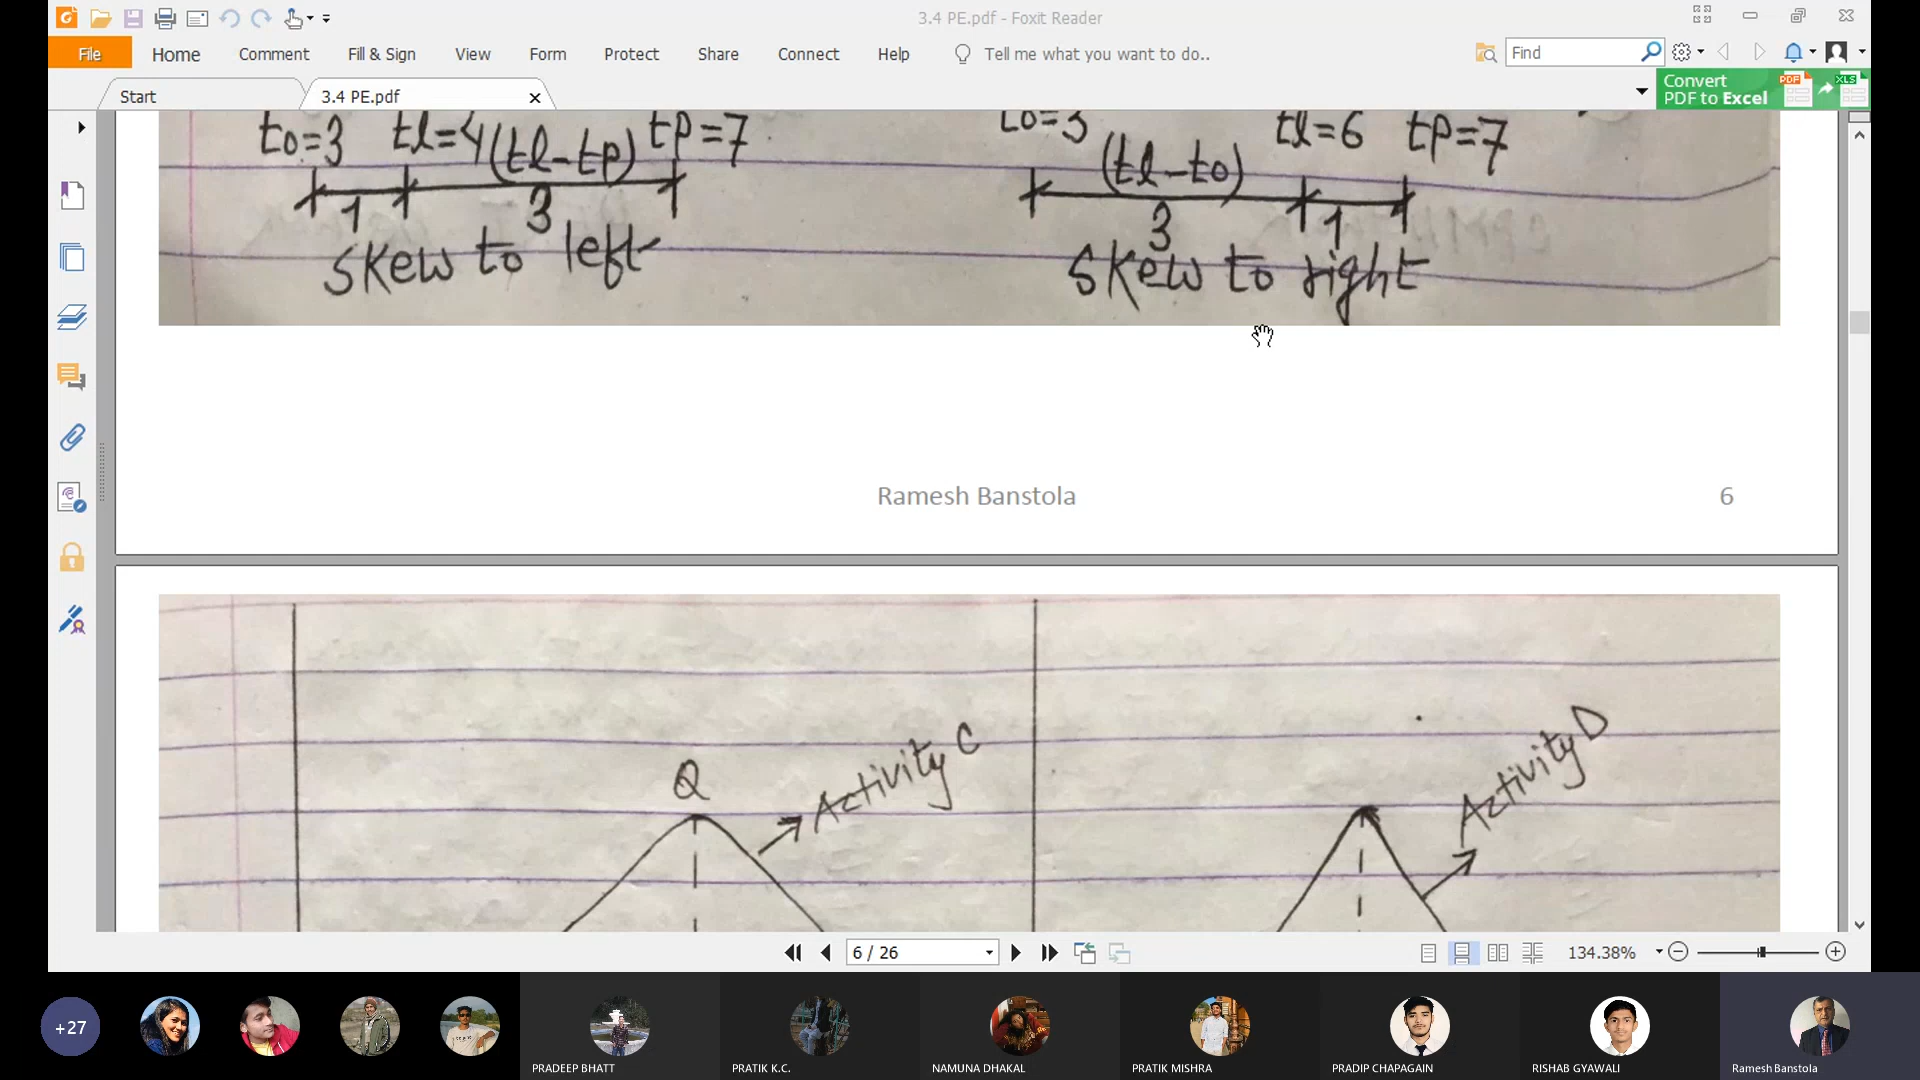 3.4 PE.pdf - Foxit Reader
File Home Comment Fill & Sign View Form Protect Share Connect Help Tell me what you want to do.. Find
Start 3.4 PE.pdf
Convert
PDF to Excel
PDF XLS
to=3 tl=4 (tl-tp) tp=7
1 3
skew to left
to=3 (tl-to) tl=6 tp=7
3 1
skew to right
Ramesh Banstola 6
Q Activity C
Activity D
6 / 26 134.38%
+27
PRADEEP BHATT PRATIK K.C. NAMUNA DHAKAL PRATIK MISHRA PRADIP CHAPAGAIN RISHAB GYAWALI Ramesh Banstola